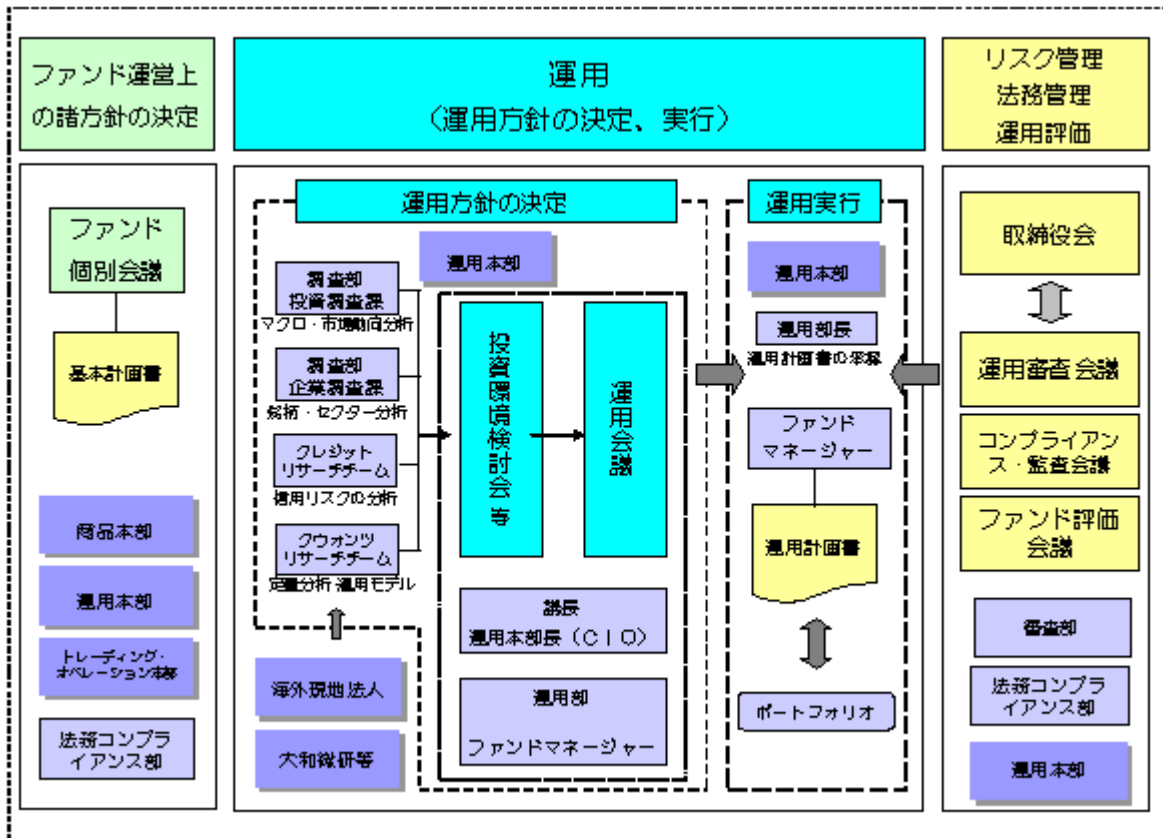 ファンド運営上
の諸方針の決定
運用
（運用方針の決定、実行）
リスク管理
法務管理
運用評価
ファンド
個別会議
基本計画書
商品本部
運用本部
トレーディング・
オペレーション本部
法務コンプラ
イアンス部
運用方針の決定
運用本部
調査部
投資調査課
マクロ・市場動向分析
調査部
企業調査課
銘柄・セクター分析
クレジット
リサーチチーム
信用リスクの分析
クウォンツ
リサーチチーム
定量分析・運用モデル
海外現地法人
大和総研等
投資環境検討会 等
運用会議
議長
運用本部長（ＣＩＯ）
運用部
ファンドマネージャー
運用実行
運用本部
運用部長
運用計画書の承認
ファンド
マネージャー
運用計画書
ポートフォリオ
取締役会
運用審査会議
コンプライアン
ス・監査会議
ファンド評価
会議
審査部
法務コンプラ
イアンス部
運用本部